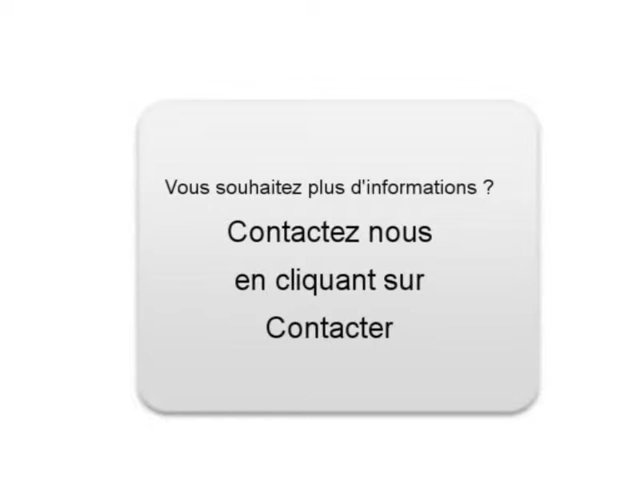 Vous souhaitez plus d'informations ?
Contactez nous
en cliquant sur
Contacter